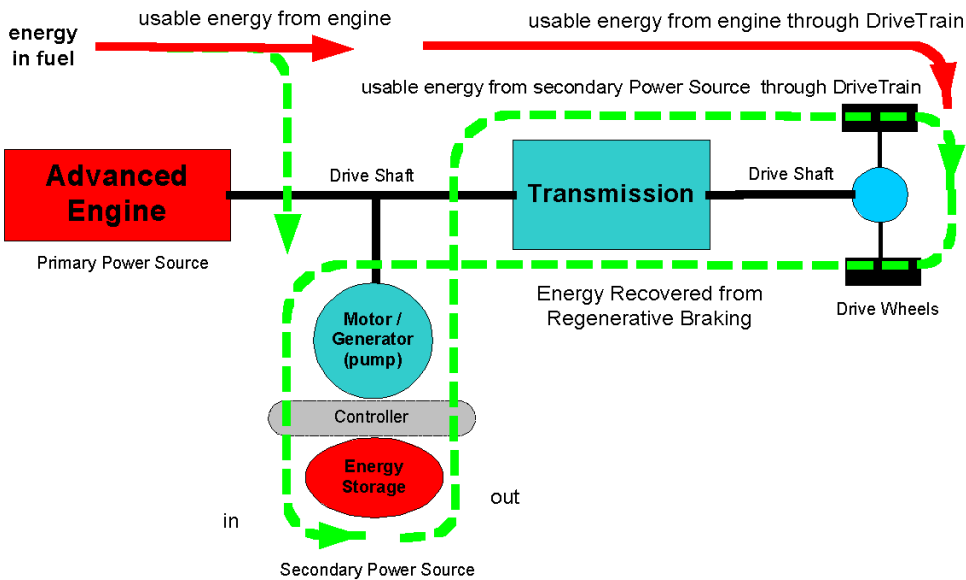 usable energy from engine
usable energy from engine through DriveTrain
energy
in fuel
usable energy from secondary Power Source through DriveTrain
Advanced
Engine
Drive Shaft
Transmission
Drive Shaft
Primary Power Source
Energy Recovered from
Regenerative Braking
Drive Wheels
Motor /
Generator
(pump)
Controller
Energy
Storage
in
out
Secondary Power Source